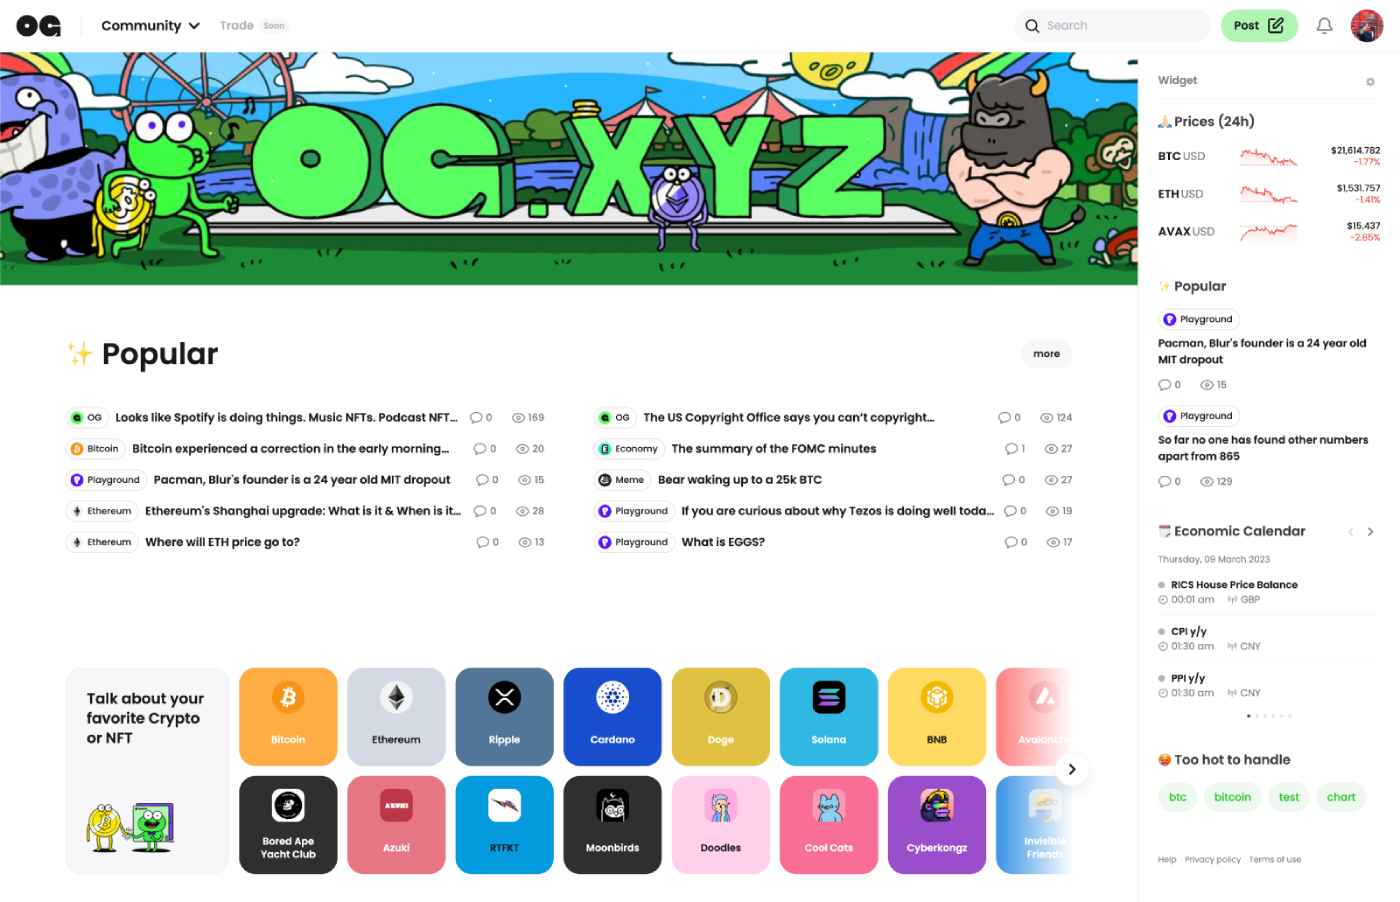 OG
Community
Trade
Soon
Search
Post
OG.XYZ
Popular
more
OG
Looks like Spotify is doing things. Music NFTs. Podcast NFT...
0
169
Bitcoin
Bitcoin experienced a correction in the early morning...
0
20
Playground
Pacman, Blur's founder is a 24 year old MIT dropout
0
15
Ethereum
Ethereum's Shanghai upgrade: What is it & When is it...
0
28
Ethereum
Where will ETH price go to?
0
13
OG
The US Copyright Office says you can't copyright...
0
124
Economy
The summary of the FOMC minutes
1
27
Meme
Bear waking up to a 25k BTC
0
27
Playground
If you are curious about why Tezos is doing well toda...
0
19
Playground
What is EGGS?
0
17
Talk about your
favorite Crypto
or NFT
Bitcoin
Ethereum
Ripple
Cardano
Doge
Solana
BNB
Avalanche
Bored Ape
Yacht Club
AZUKI
Azuki
RTFKT
Moonbirds
Doodles
Cool Cats
Cyberkongz
Invisible
Friends
Widget
Prices (24h)
BTC USD
$21,614.782
-1.77%
ETH USD
$1,531.757
-1.41%
AVAX USD
$15.437
-2.85%
Popular
Playground
Pacman, Blur's founder is a 24 year old
MIT dropout
0
15
Playground
So far no one has found other numbers
apart from 865
0
129
Economic Calendar
Thursday, 09 March 2023
RICS House Price Balance
00:01 am
GBP
CPI y/y
01:30 am
CNY
PPI y/y
01:30 am
CNY
Too hot to handle
btc
bitcoin
test
chart
Help
Privacy policy
Terms of use